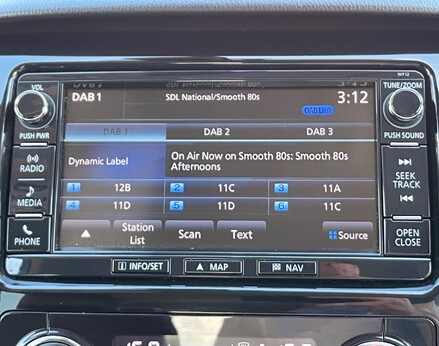 W12
VOL
PUSH PWR
RADIO
MEDIA
PHONE
DAB 1
SDL National/Smooth 80s
3:12
DAB LINK
DAB 1 DAB 2 DAB 3
Dynamic Label
On Air Now on Smooth 80s: Smooth 80s
Afternoons
1 12B 2 11C 3 11A
4 11D 5 11D 6 11C
Station
List
Scan
Text
Source
TUNE/ZOOM
PUSH SOUND
SEEK
TRACK
OPEN
CLOSE
INFO/SET
MAP
NAV